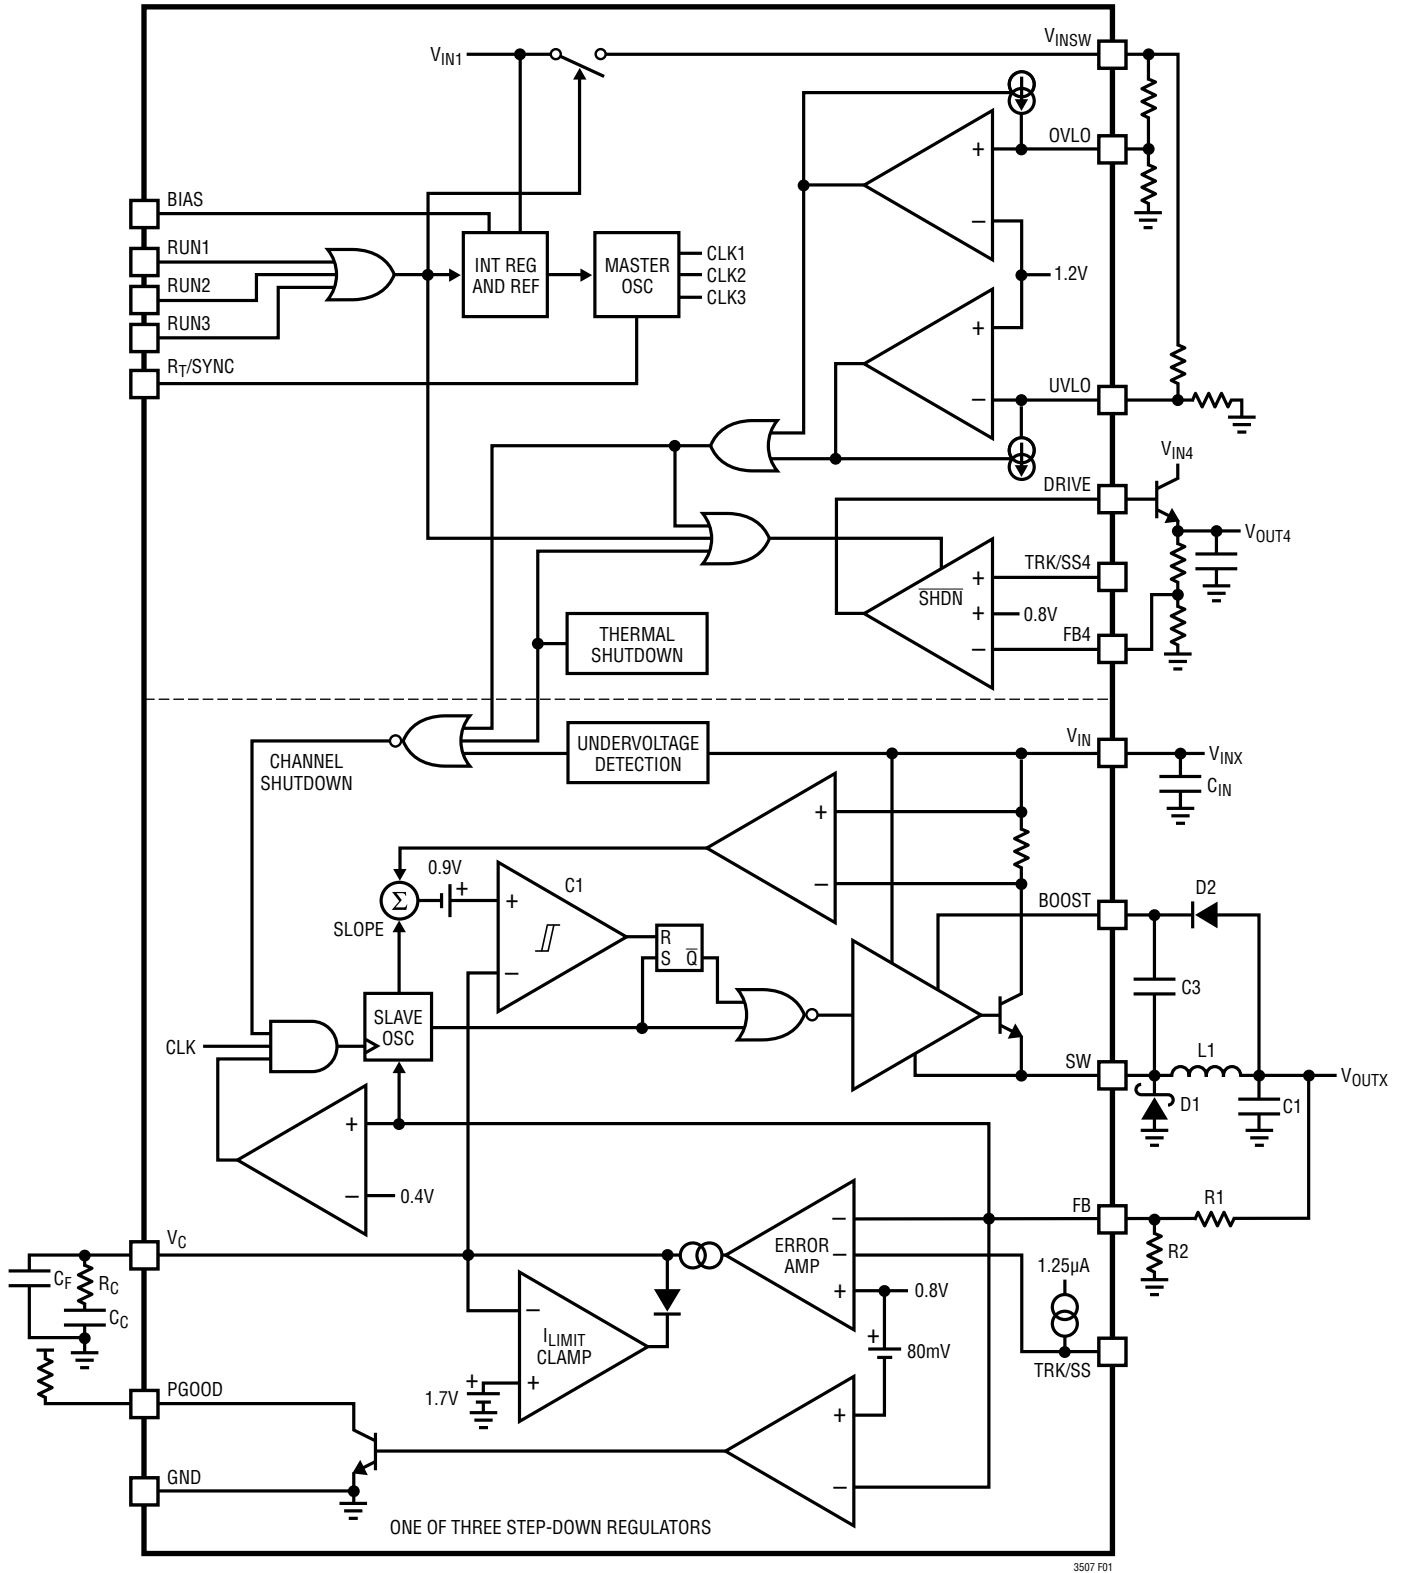 VIN1
VINSW
OVLO
+
−
1.2V
+
−
UVLO
BIAS
RUN1
RUN2
RUN3
RT/SYNC
INT REG
AND REF
MASTER
OSC
CLK1
CLK2
CLK3
VIN4
DRIVE
VOUT4
TRK/SS4
+
SHDN
+
0.8V
FB4
−
THERMAL
SHUTDOWN
UNDERVOLTAGE
DETECTION
VIN
VINX
CIN
CHANNEL
SHUTDOWN
+
−
0.9V
+
C1
+
−
Σ
SLOPE
R
S Q
BOOST
D2
C3
SLAVE
OSC
CLK
SW
L1
VOUTX
D1
C1
+
−
0.4V
FB
R1
R2
VC
CF
RC
CC
ERROR
AMP
−
−
+
0.8V
1.25µA
+
80mV
TRK/SS
−
ILIMIT
CLAMP
+
1.7V
+
PGOOD
+
−
GND
ONE OF THREE STEP-DOWN REGULATORS
3507 F01